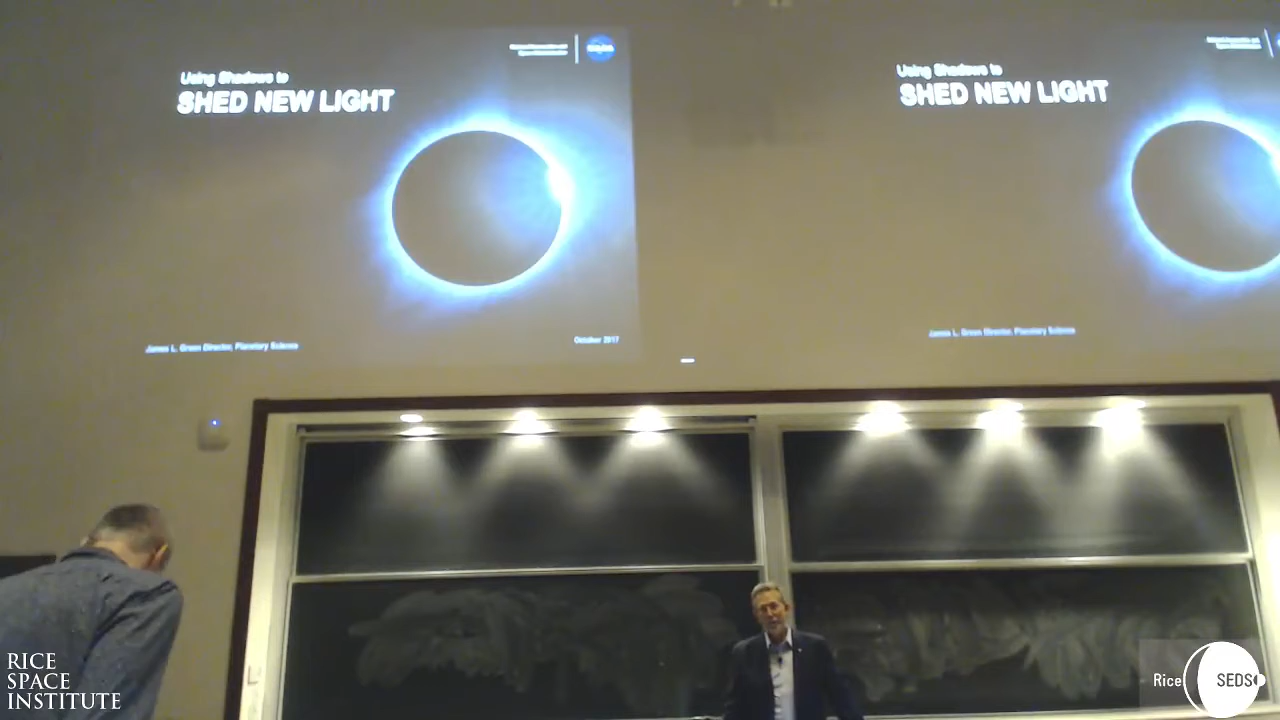 Using Shadows to
SHED NEW LIGHT
James L. Green Director, Planetary Science
October 2017
Using Shadows to
SHED NEW LIGHT
James L. Green Director, Planetary Science
RICE
SPACE
INSTITUTE
Rice SEDS